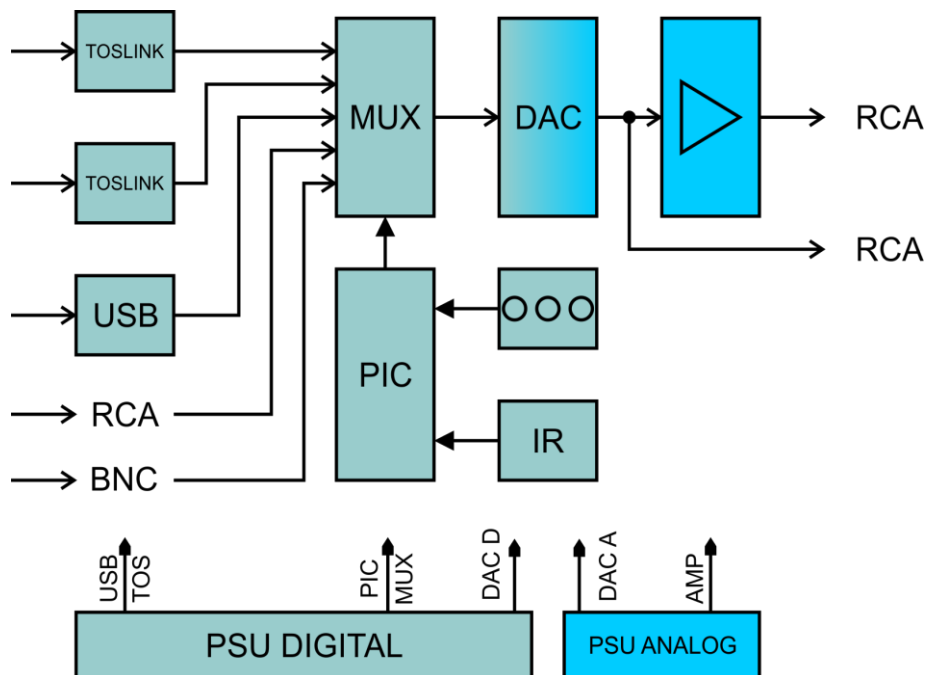 TOSLINK
MUX
DAC
RCA
TOSLINK
RCA
USB
PIC
RCA
IR
BNC
USB
TOS
PIC
MUX
DAC D
DAC A
AMP
PSU DIGITAL
PSU ANALOG